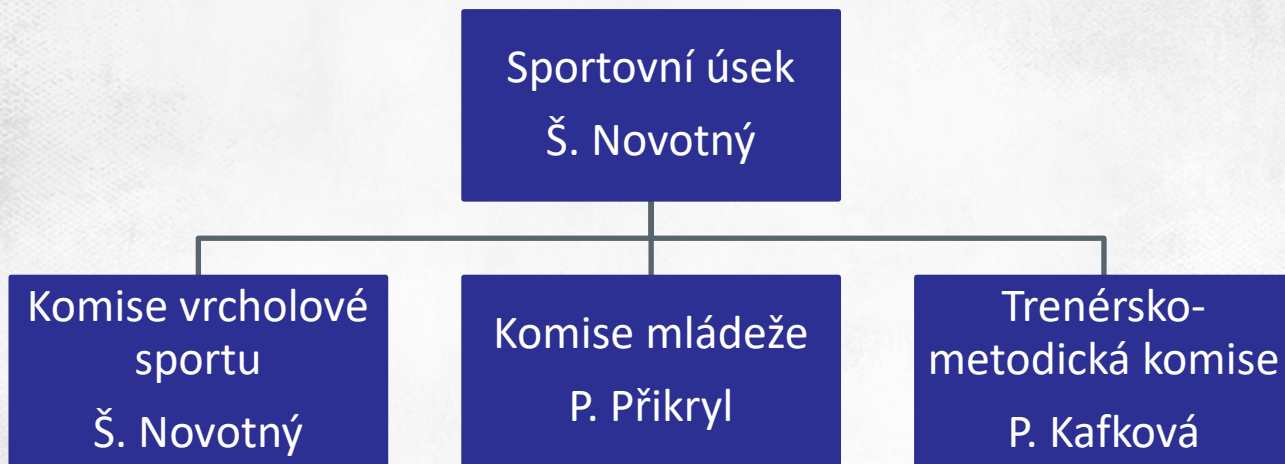 Sportovní úsek
Š. Novotný
Komise vrcholové
sportu
Š. Novotný
Komise mládeže
P. Přikryl
Trenérsko-
metodická komise
P. Kafková